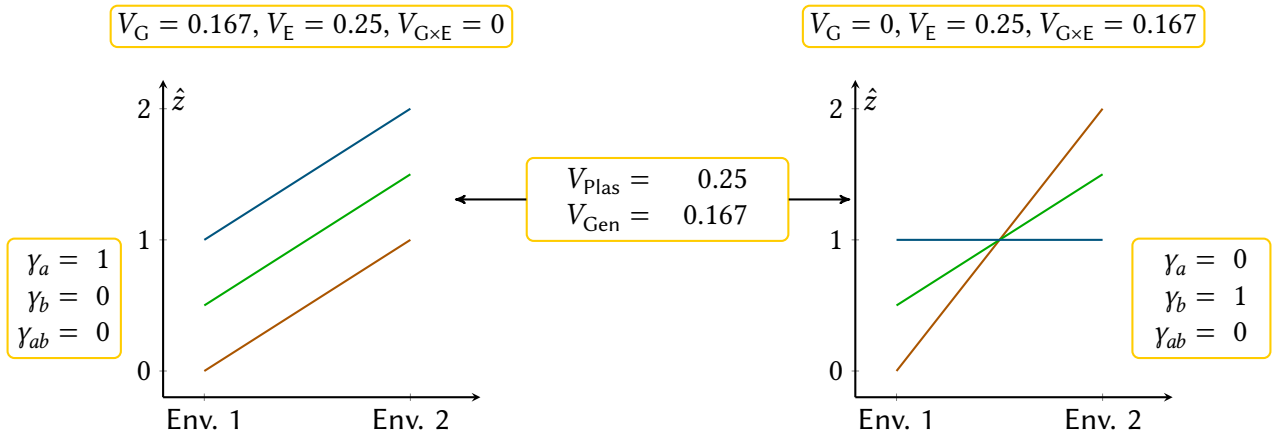 V_G = 0.167, V_E = 0.25, V_G×E = 0
2
ẑ
1
0
Env. 1
Env. 2
γ_a = 1
γ_b = 0
γ_ab = 0
V_Plas = 0.25
V_Gen = 0.167
V_G = 0, V_E = 0.25, V_G×E = 0.167
2
ẑ
1
0
Env. 1
Env. 2
γ_a = 0
γ_b = 1
γ_ab = 0